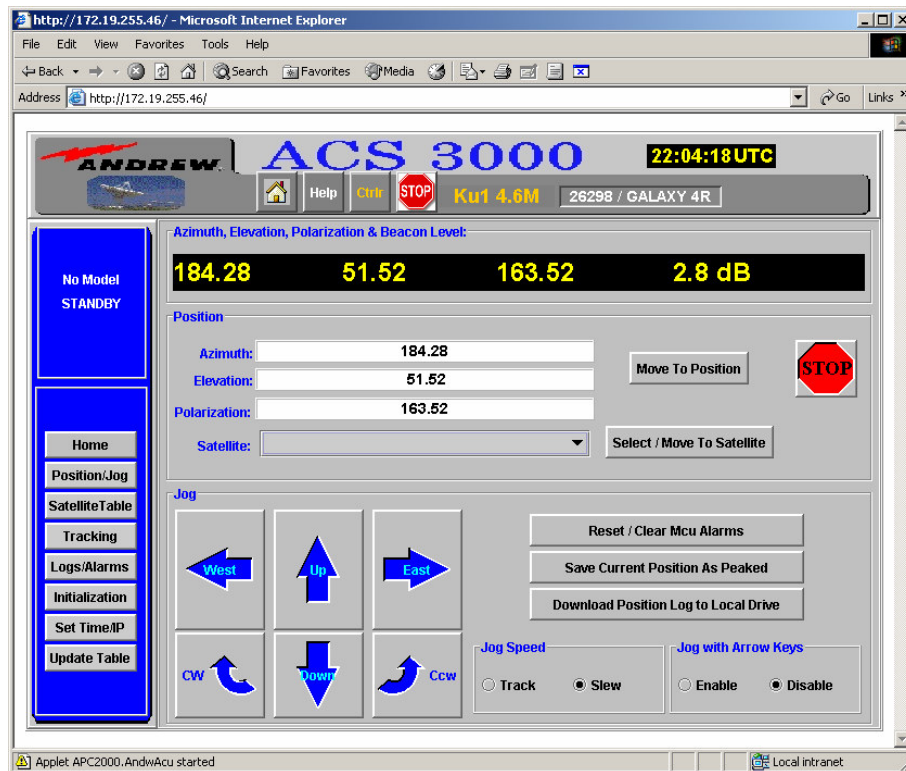 http://172.19.255.46/ - Microsoft Internet Explorer
File Edit View Favorites Tools Help
Back Search Favorites Media
Address http://172.19.255.46/ Go Links »
ANDREW. ACS 3000 22:04:18 UTC
Help Ctrlr STOP Ku1 4.6M 26298 / GALAXY 4R
Azimuth, Elevation, Polarization & Beacon Level:
184.28 51.52 163.52 2.8 dB
No Model
STANDBY
Position
Azimuth: 184.28
Elevation: 51.52
Polarization: 163.52
Satellite:
Move To Position
STOP
Select / Move To Satellite
Home
Position/Jog
SatelliteTable
Tracking
Logs/Alarms
Initialization
Set Time/IP
Update Table
Jog
West Up East
CW Down Ccw
Reset / Clear Mcu Alarms
Save Current Position As Peaked
Download Position Log to Local Drive
Jog Speed
Track Slew
Jog with Arrow Keys
Enable Disable
Applet APC2000.AndwAcu started Local intranet